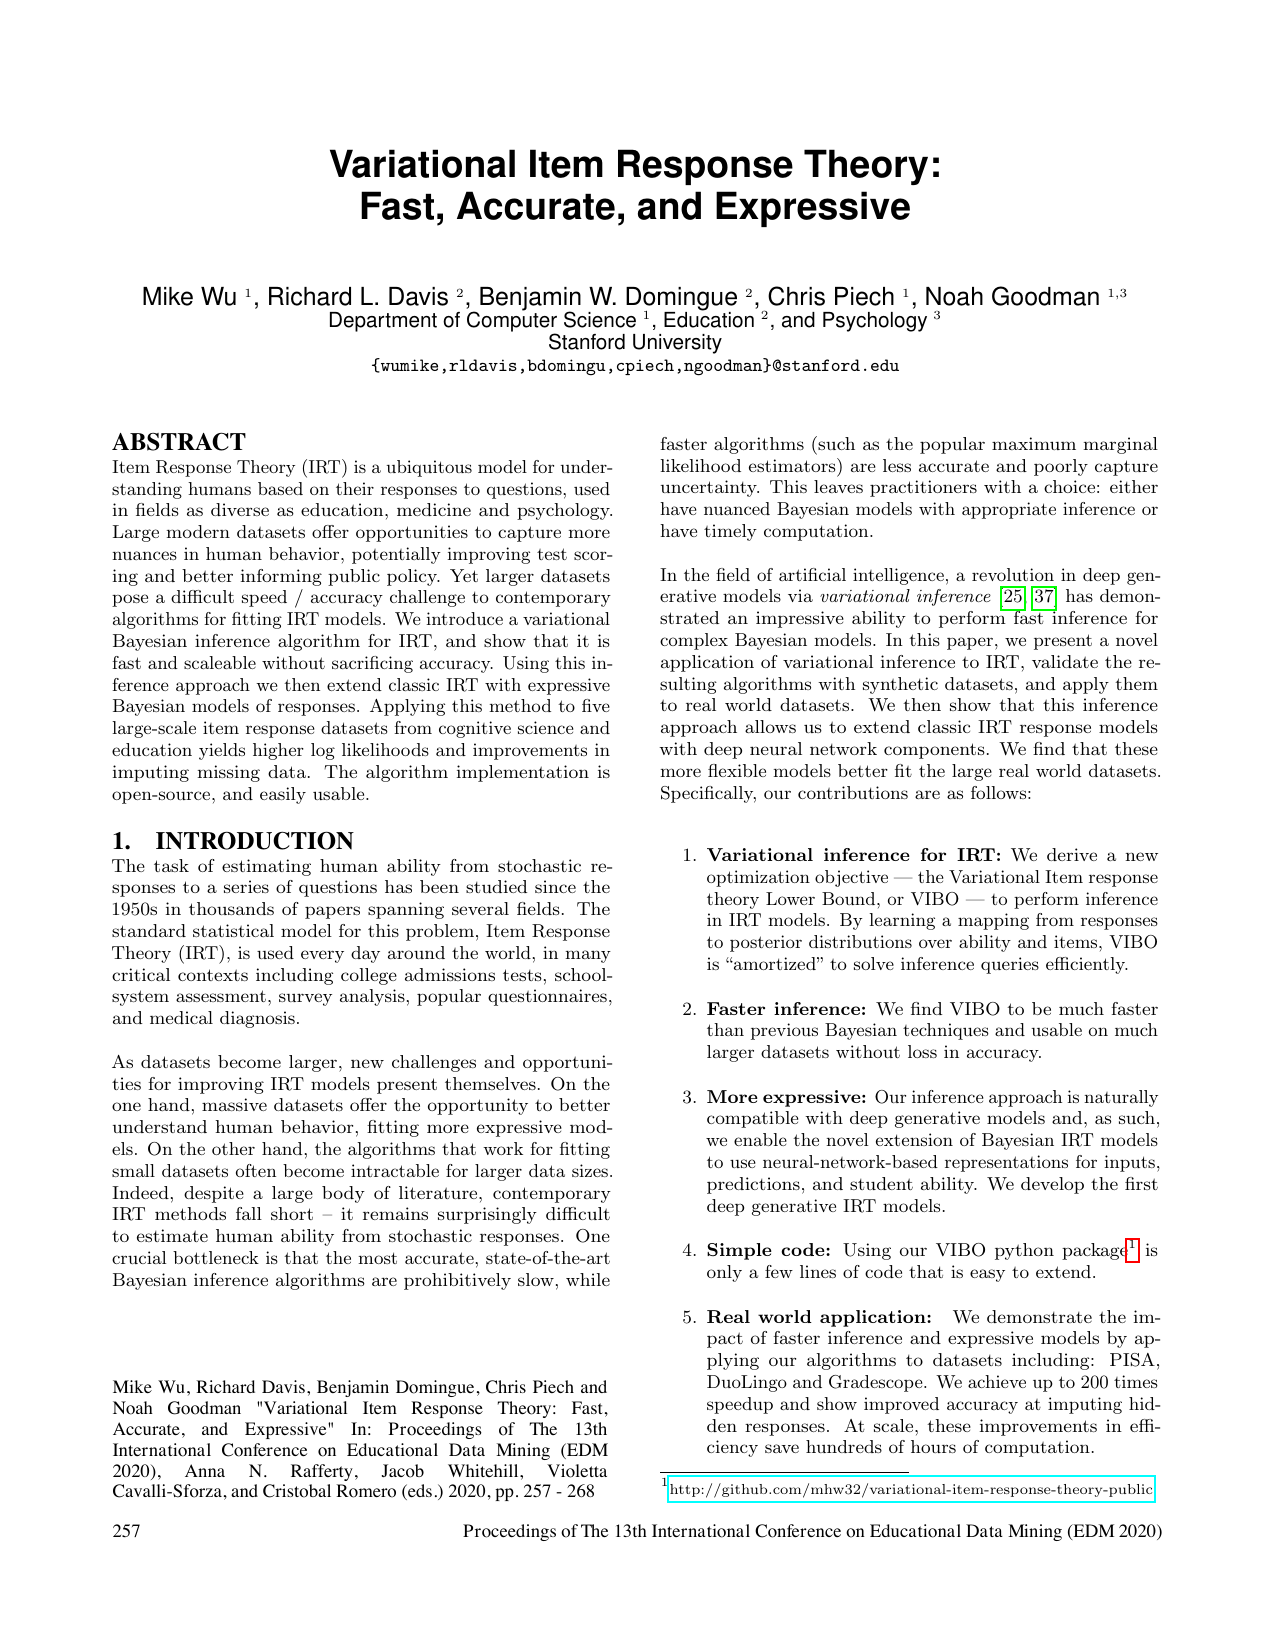 Variational Item Response Theory:
Fast, Accurate, and Expressive
Mike Wu 1, Richard L. Davis 2, Benjamin W. Domingue 2, Chris Piech 1, Noah Goodman 1,3
Department of Computer Science 1, Education 2, and Psychology 3
Stanford University
{wumike,rldavis,bdomingu,cpiech,ngoodman}@stanford.edu
ABSTRACT
Item Response Theory (IRT) is a ubiquitous model for under-
standing humans based on their responses to questions, used
in fields as diverse as education, medicine and psychology.
Large modern datasets offer opportunities to capture more
nuances in human behavior, potentially improving test scor-
ing and better informing public policy. Yet larger datasets
pose a difficult speed / accuracy challenge to contemporary
algorithms for fitting IRT models. We introduce a variational
Bayesian inference algorithm for IRT, and show that it is
fast and scaleable without sacrificing accuracy. Using this in-
ference approach we then extend classic IRT with expressive
Bayesian models of responses. Applying this method to five
large-scale item response datasets from cognitive science and
education yields higher log likelihoods and improvements in
imputing missing data. The algorithm implementation is
open-source, and easily usable.
1. INTRODUCTION
The task of estimating human ability from stochastic re-
sponses to a series of questions has been studied since the
1950s in thousands of papers spanning several fields. The
standard statistical model for this problem, Item Response
Theory (IRT), is used every day around the world, in many
critical contexts including college admissions tests, school-
system assessment, survey analysis, popular questionnaires,
and medical diagnosis.
As datasets become larger, new challenges and opportuni-
ties for improving IRT models present themselves. On the
one hand, massive datasets offer the opportunity to better
understand human behavior, fitting more expressive mod-
els. On the other hand, the algorithms that work for fitting
small datasets often become intractable for larger data sizes.
Indeed, despite a large body of literature, contemporary
IRT methods fall short – it remains surprisingly difficult
to estimate human ability from stochastic responses. One
crucial bottleneck is that the most accurate, state-of-the-art
Bayesian inference algorithms are prohibitively slow, while
Mike Wu, Richard Davis, Benjamin Domingue, Chris Piech and
Noah Goodman "Variational Item Response Theory: Fast,
Accurate, and Expressive" In: Proceedings of The 13th
International Conference on Educational Data Mining (EDM
2020), Anna N. Rafferty, Jacob Whitehill, Violetta
Cavalli-Sforza, and Cristobal Romero (eds.) 2020, pp. 257 - 268
faster algorithms (such as the popular maximum marginal
likelihood estimators) are less accurate and poorly capture
uncertainty. This leaves practitioners with a choice: either
have nuanced Bayesian models with appropriate inference or
have timely computation.
In the field of artificial intelligence, a revolution in deep gen-
erative models via variational inference [25, 37] has demon-
strated an impressive ability to perform fast inference for
complex Bayesian models. In this paper, we present a novel
application of variational inference to IRT, validate the re-
sulting algorithms with synthetic datasets, and apply them
to real world datasets. We then show that this inference
approach allows us to extend classic IRT response models
with deep neural network components. We find that these
more flexible models better fit the large real world datasets.
Specifically, our contributions are as follows:
1. Variational inference for IRT: We derive a new
optimization objective — the Variational Item response
theory Lower Bound, or VIBO — to perform inference
in IRT models. By learning a mapping from responses
to posterior distributions over ability and items, VIBO
is “amortized” to solve inference queries efficiently.
2. Faster inference: We find VIBO to be much faster
than previous Bayesian techniques and usable on much
larger datasets without loss in accuracy.
3. More expressive: Our inference approach is naturally
compatible with deep generative models and, as such,
we enable the novel extension of Bayesian IRT models
to use neural-network-based representations for inputs,
predictions, and student ability. We develop the first
deep generative IRT models.
4. Simple code: Using our VIBO python package1 is
only a few lines of code that is easy to extend.
5. Real world application: We demonstrate the im-
pact of faster inference and expressive models by ap-
plying our algorithms to datasets including: PISA,
DuoLingo and Gradescope. We achieve up to 200 times
speedup and show improved accuracy at imputing hid-
den responses. At scale, these improvements in effi-
ciency save hundreds of hours of computation.
1http://github.com/mhw32/variational-item-response-theory-public
257 Proceedings of The 13th International Conference on Educational Data Mining (EDM 2020)